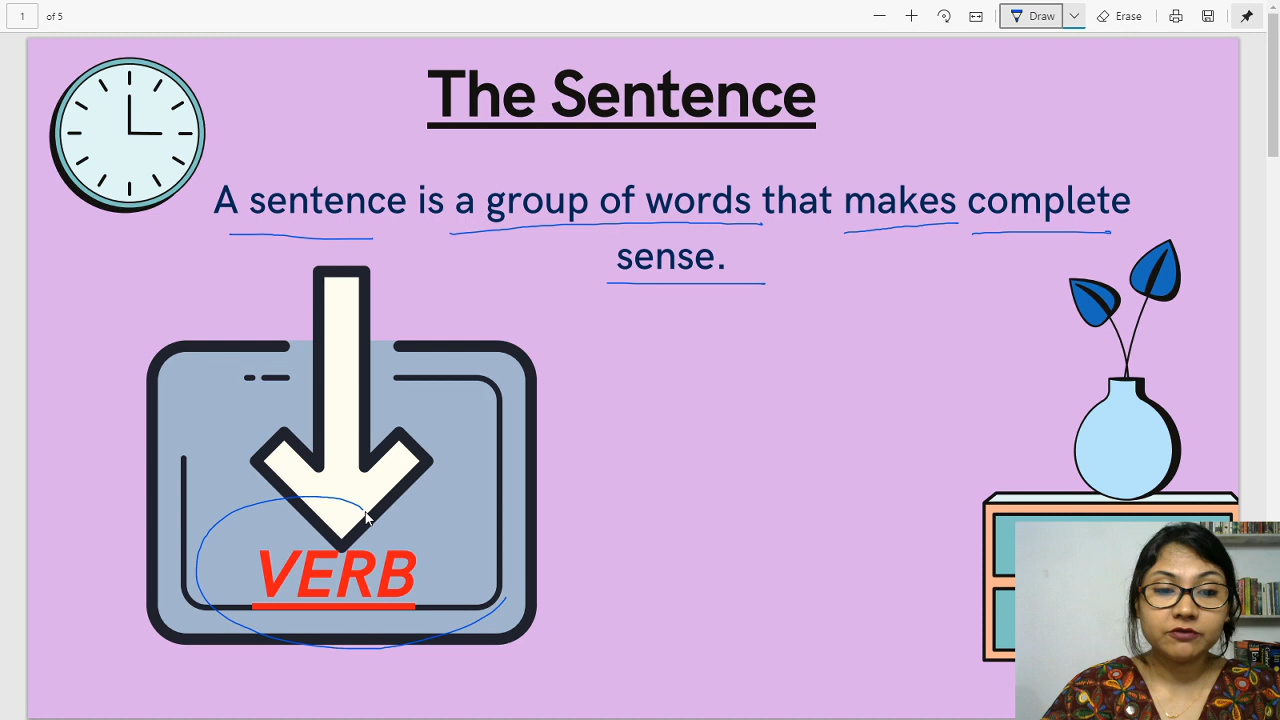 1 of 5 Draw Erase
The Sentence
A sentence is a group of words that makes complete
sense.
VERB